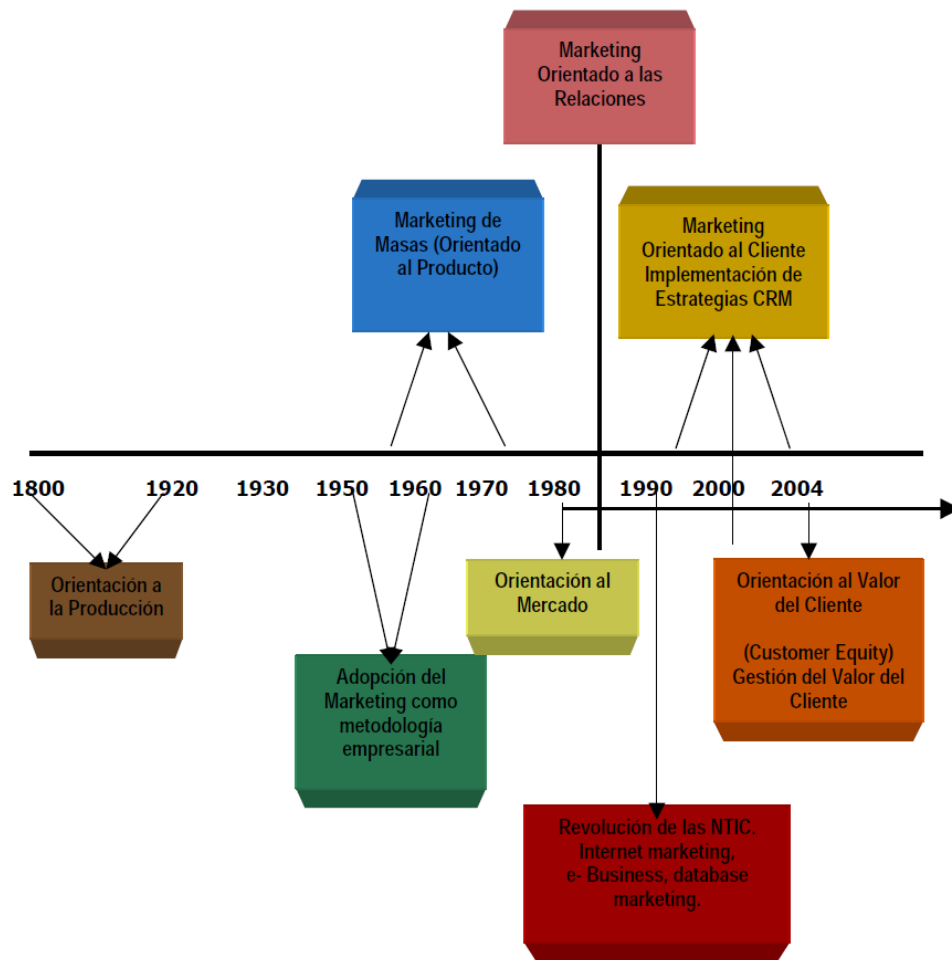 Marketing
Orientado a las
Relaciones
Marketing de
Masas (Orientado
al Producto)
Marketing
Orientado al Cliente
Implementación de
Estrategias CRM
1800 1920 1930 1950 1960 1970 1980 1990 2000 2004
Orientación a
la Producción
Orientación al
Mercado
Orientación al Valor
del Cliente
(Customer Equity)
Gestión del Valor del
Cliente
Adopción del
Marketing como
metodología
empresarial
Revolución de las NTIC.
Internet marketing,
e- Business, database
marketing.